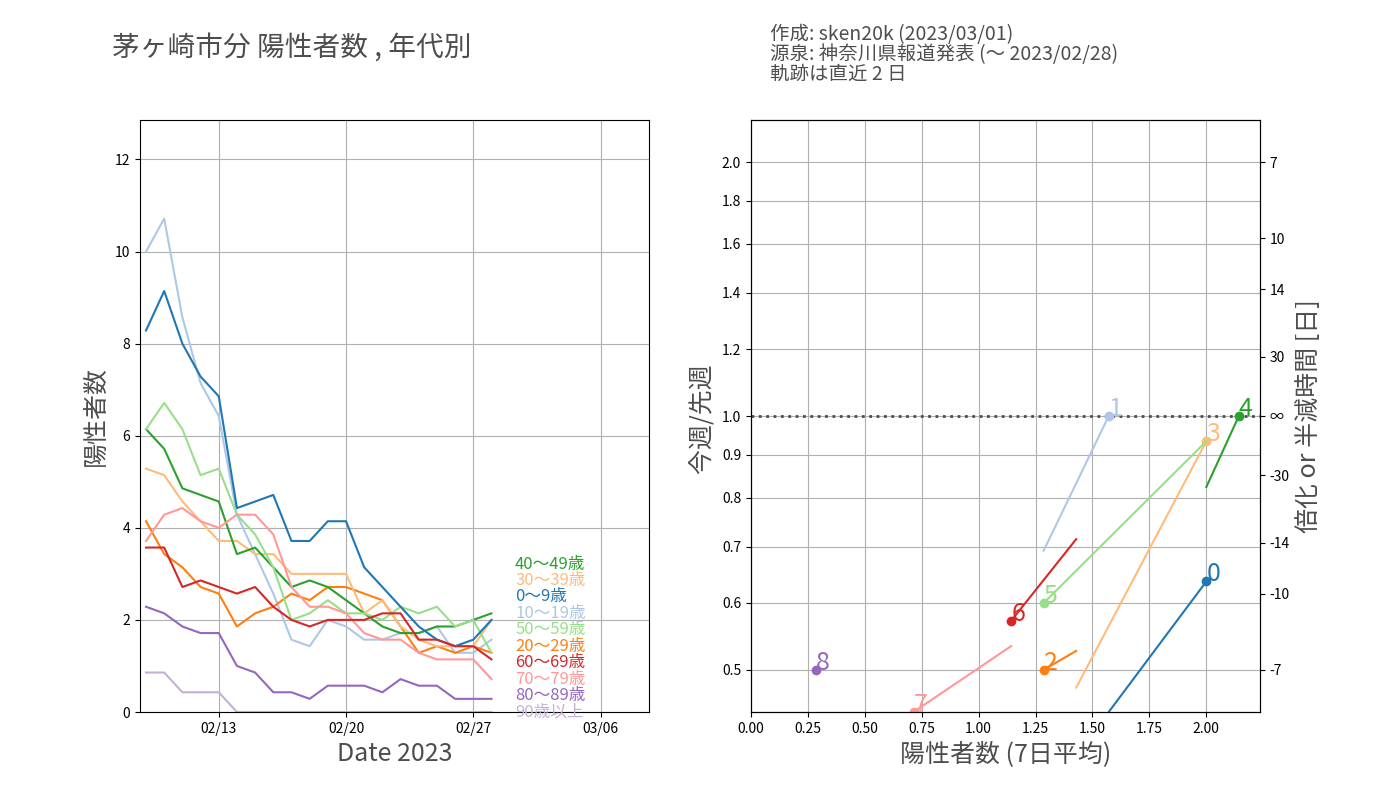 茅ヶ崎市分 陽性者数 , 年代別
作成: sken20k (2023/03/01)
源泉: 神奈川県報道発表 (〜 2023/02/28)
軌跡は直近 2 日
陽性者数
12
10
8
6
4
2
0
02/13
02/20
02/27
03/06
Date 2023
40〜49歳
30〜39歳
0〜9歳
10〜19歳
50〜59歳
20〜29歳
60〜69歳
70〜79歳
80〜89歳
90歳以上
今週/先週
2.0
1.8
1.6
1.4
1.2
1.0
0.9
0.8
0.7
0.6
0.5
0.00
0.25
0.50
0.75
1.00
1.25
1.50
1.75
2.00
陽性者数 (7日平均)
1
4
3
0
5
6
2
8
7
7
10
14
30
∞
-30
-14
-10
-7
倍化 or 半減時間 [日]